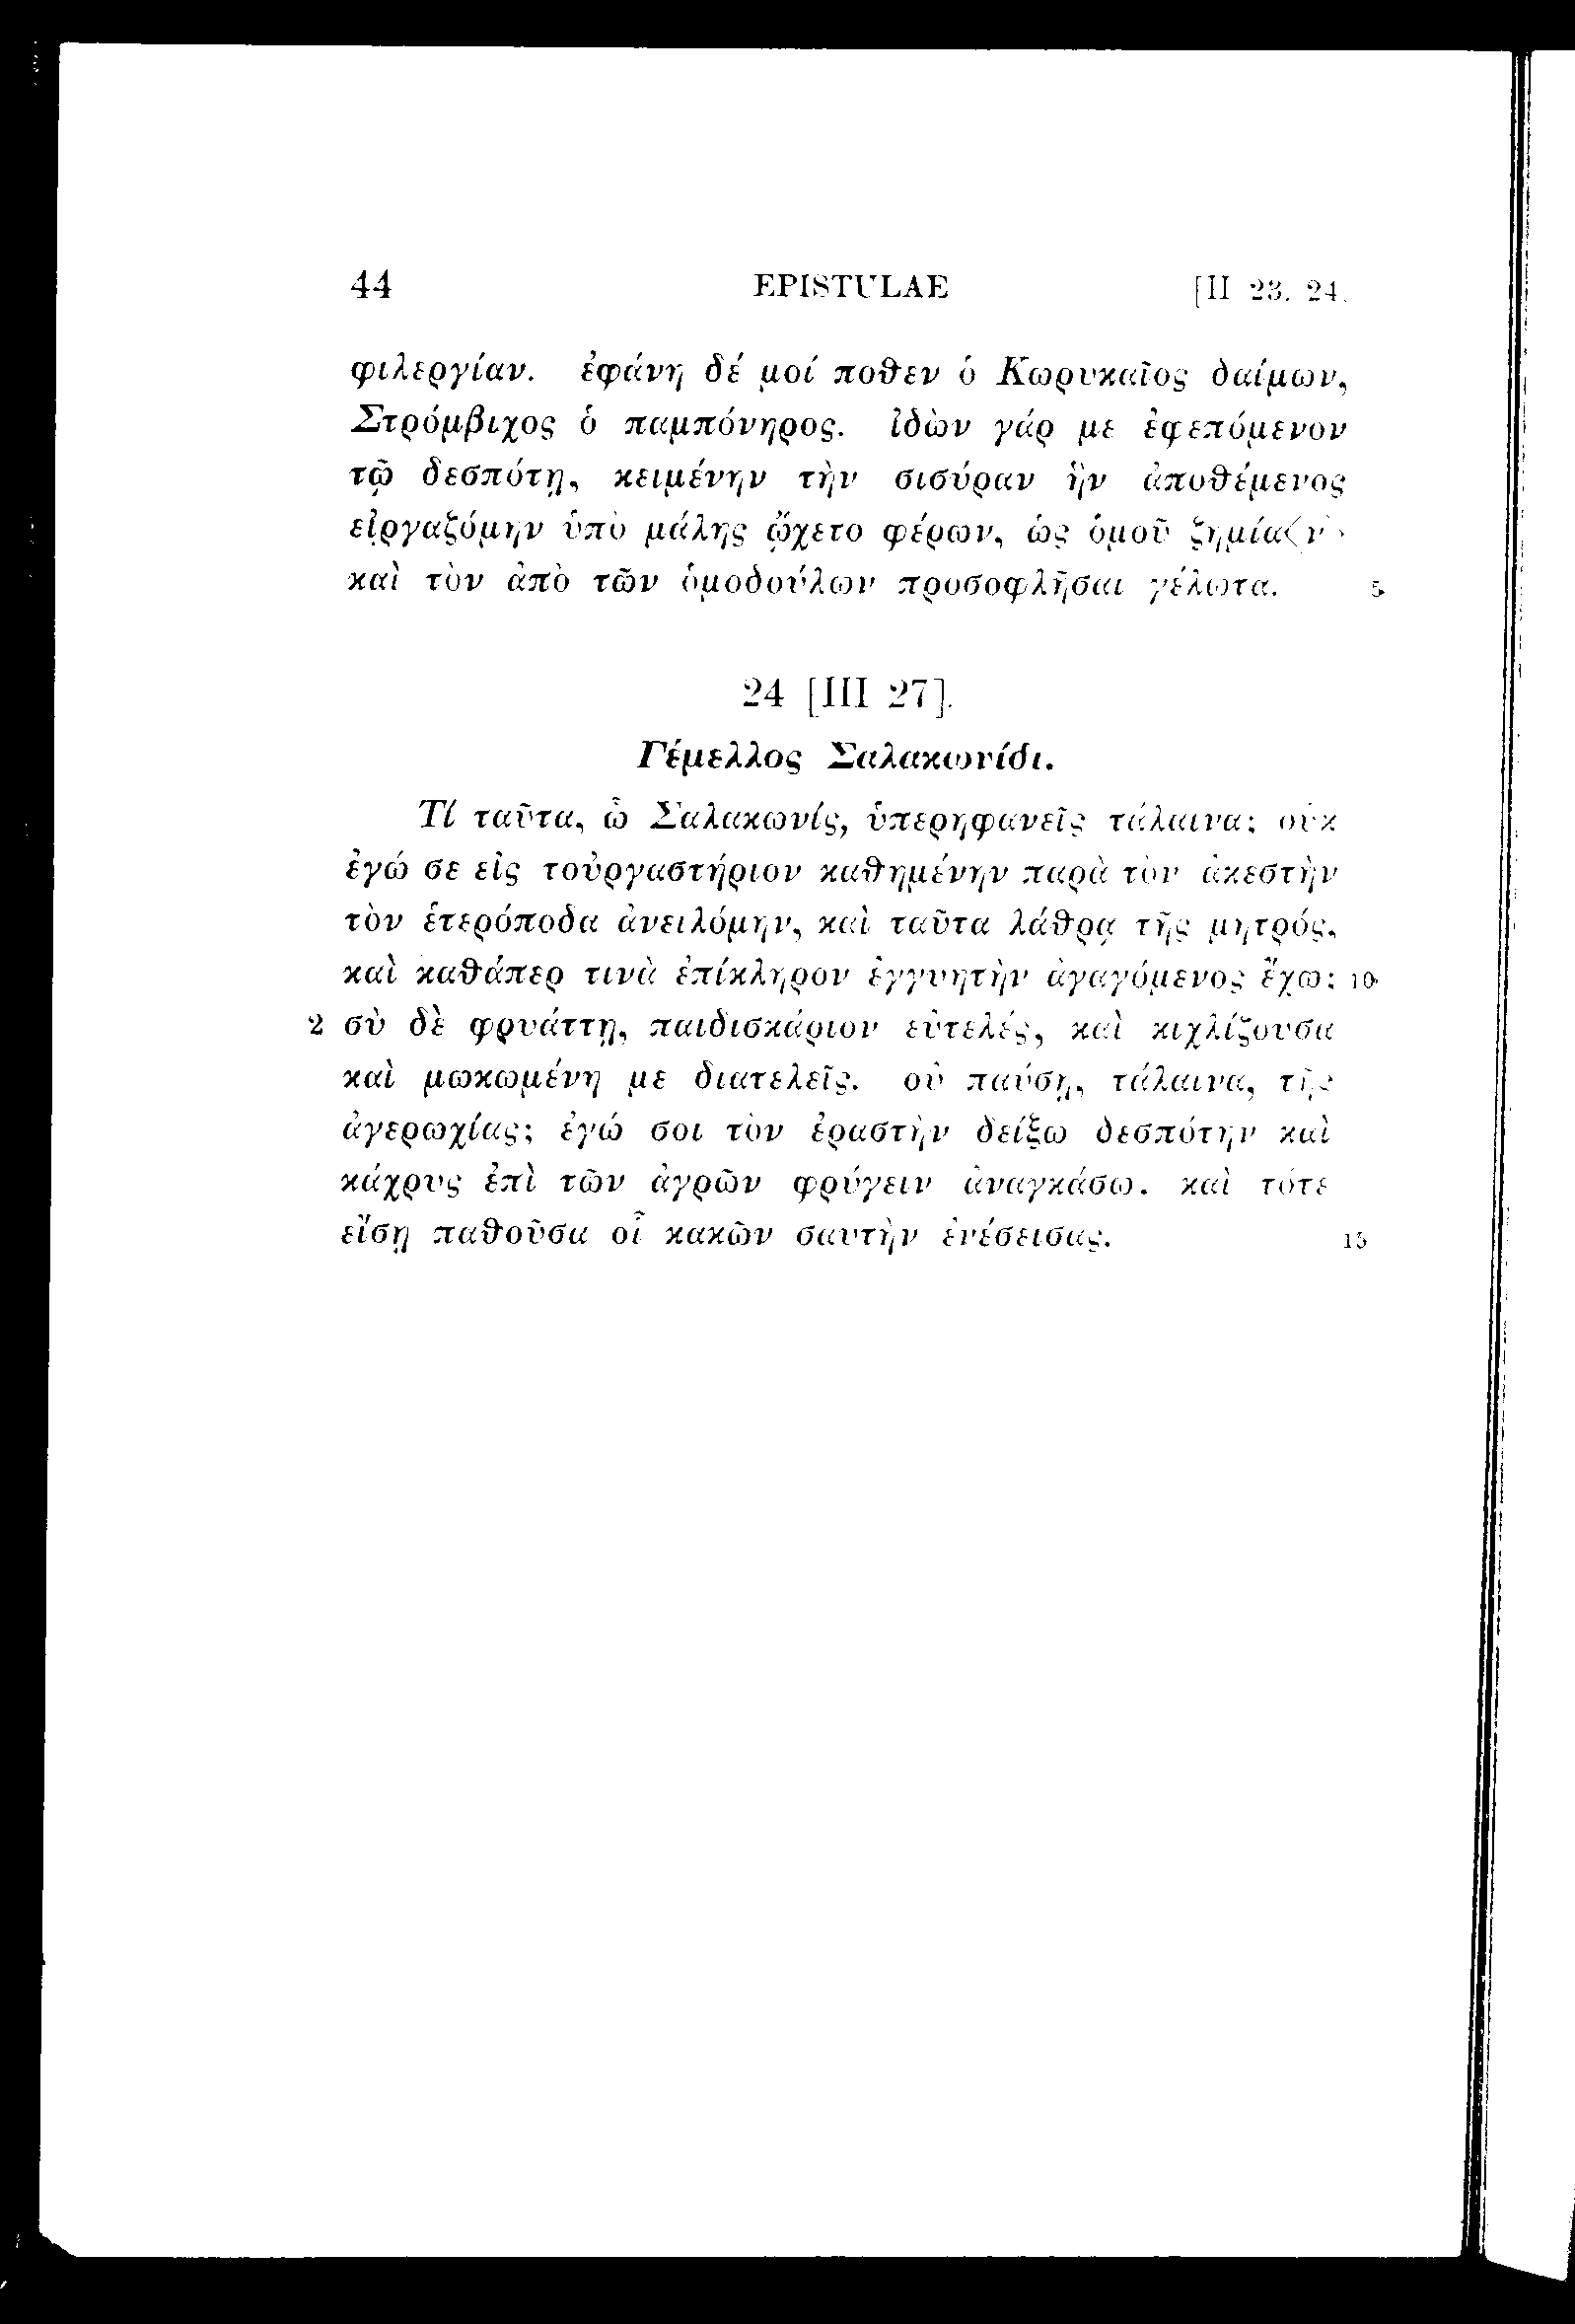 44 EPISTULAE [II 23. 24.
φιλεργίαν. ἐφάνη δέ μοί ποθεν ὁ Κωρυκαῖος δαίμων,
Στρόμβιχος ὁ παμπόνηρος. ἰδὼν γάρ με ἐφεπόμενον
τῷ δεσπότῃ, κειμένην τὴν σισύραν ἣν ἀποθέμενος
εἰργαζόμην ὑπὸ μάλης ᾤχετο φέρων, ὡς ὁμοῦ ζημία⟨ν⟩
καὶ τὸν ἀπὸ τῶν ὁμοδούλων προσοφλῆσαι γέλωτα. 5
24 [III 27].
Γέμελλος Σαλακωνίδι.
Τί ταῦτα, ὦ Σαλακωνίς, ὑπερηφανεῖς τάλαινα; οὐκ
ἐγώ σε εἰς τοὐργαστήριον καθημένην παρὰ τὸν ἀκεστὴν
τὸν ἑτερόποδα ἀνειλόμην, καὶ ταῦτα λάθρᾳ τῆς μητρός,
καὶ καθάπερ τινὰ ἐπίκληρον ἐγγυητὴν ἀγαγόμενος ἔχω; 10
2 σὺ δὲ φρυάττῃ, παιδισκάριον εὐτελές, καὶ κιχλίζουσα
καὶ μωκωμένη με διατελεῖς. οὐ παύσῃ, τάλαινα, τῆς
ἀγερωχίας; ἐγώ σοι τὸν ἐραστὴν δείξω δεσπότην καὶ
κάχρυς ἐπὶ τῶν ἀγρῶν φρύγειν ἀναγκάσω. καὶ τότε
εἴσῃ παθοῦσα οἷ κακῶν σαυτὴν ἐνέσεισας. 15